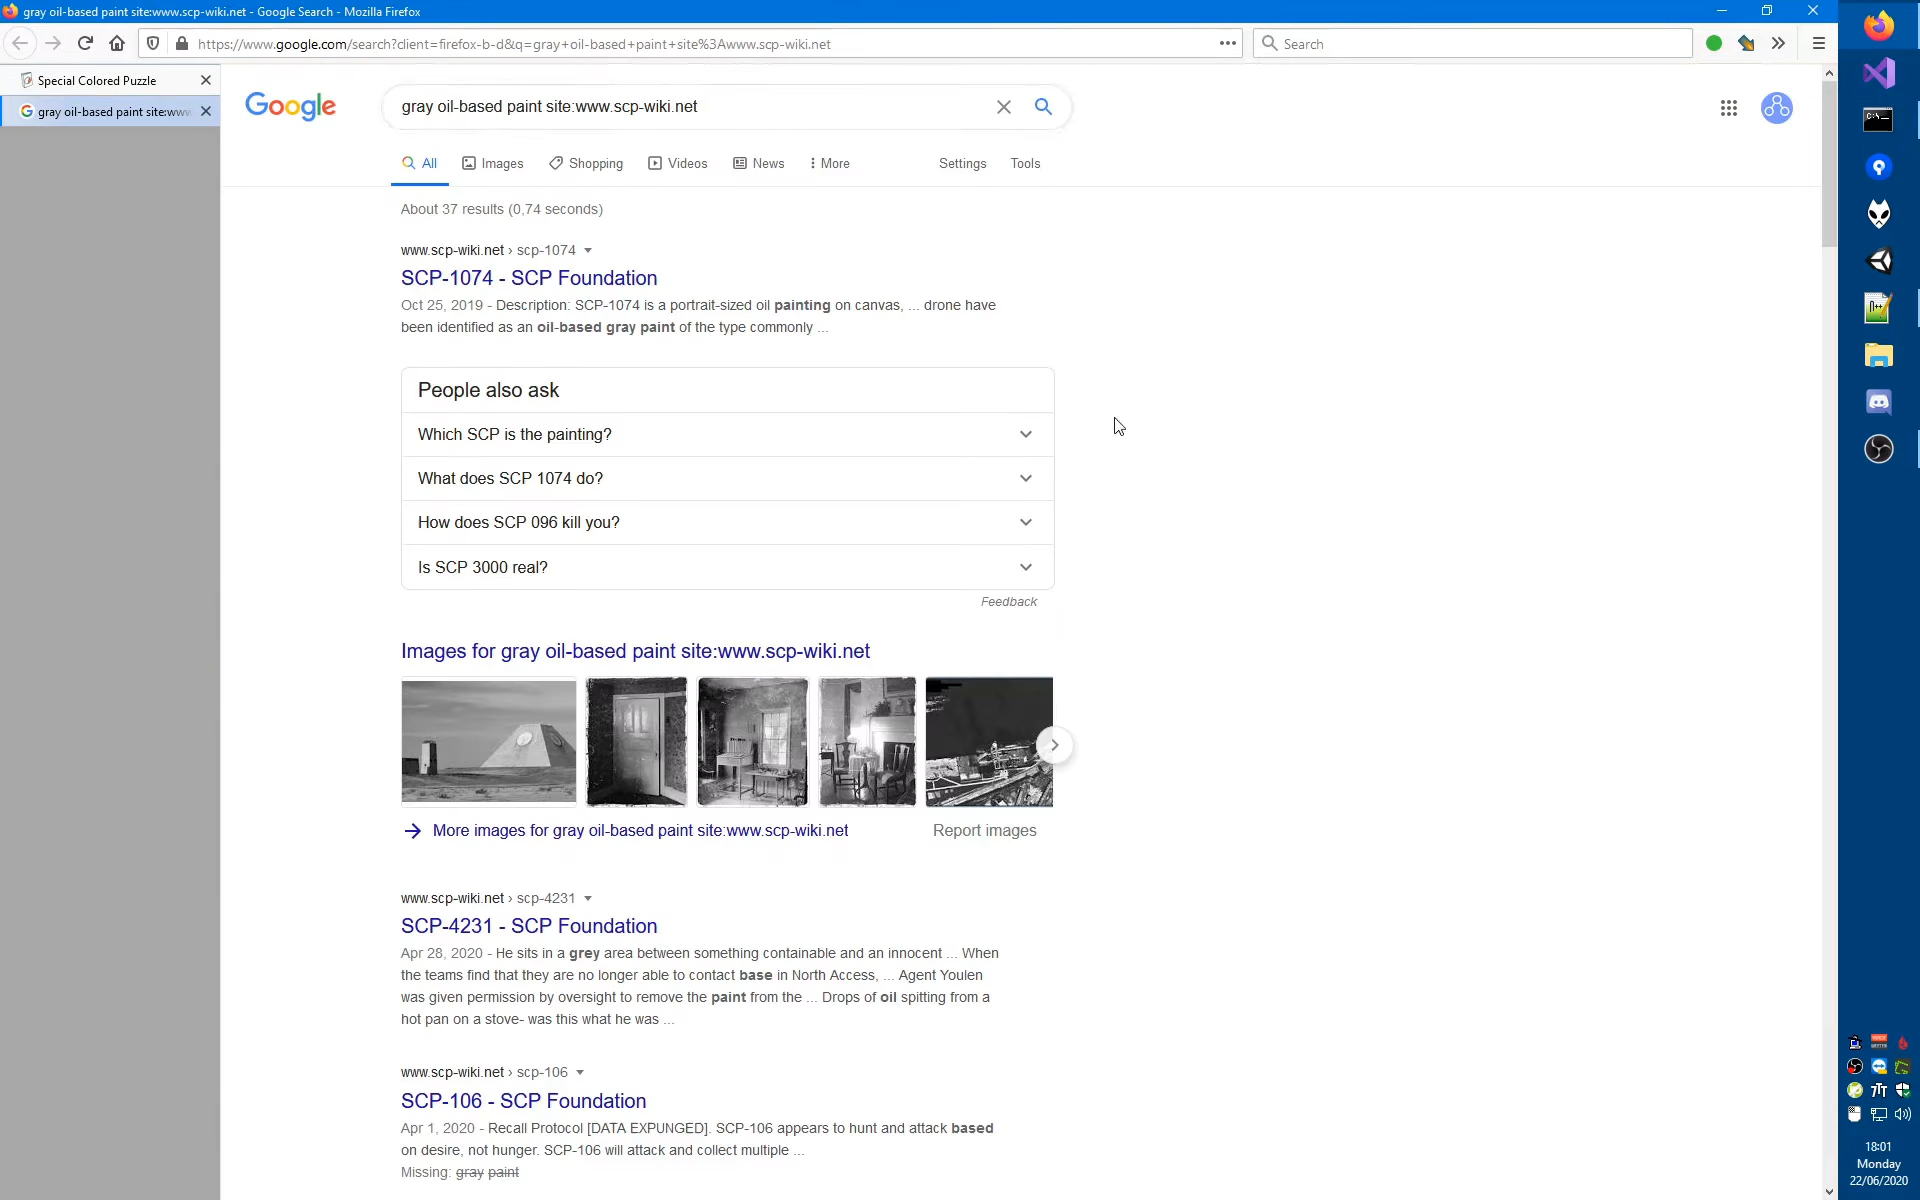 gray oil-based paint site:www.scp-wiki.net - Google Search - Mozilla Firefox
https://www.google.com/search?client=firefox-b-d&q=gray+oil-based+paint+site%3Awww.scp-wiki.net
Search
Special Colored Puzzle
gray oil-based paint site:www
Google
gray oil-based paint site:www.scp-wiki.net
All
Images
Shopping
Videos
News
More
Settings
Tools
About 37 results (0,74 seconds)
www.scp-wiki.net › scp-1074
SCP-1074 - SCP Foundation
Oct 25, 2019 - Description: SCP-1074 is a portrait-sized oil painting on canvas, ... drone have
been identified as an oil-based gray paint of the type commonly ...
People also ask
Which SCP is the painting?
What does SCP 1074 do?
How does SCP 096 kill you?
Is SCP 3000 real?
Feedback
Images for gray oil-based paint site:www.scp-wiki.net
More images for gray oil-based paint site:www.scp-wiki.net
Report images
www.scp-wiki.net › scp-4231
SCP-4231 - SCP Foundation
Apr 28, 2020 - He sits in a grey area between something containable and an innocent ... When
the teams find that they are no longer able to contact base in North Access, ... Agent Youlen
was given permission by oversight to remove the paint from the ... Drops of oil spitting from a
hot pan on a stove- was this what he was ...
www.scp-wiki.net › scp-106
SCP-106 - SCP Foundation
Apr 1, 2020 - Recall Protocol [DATA EXPUNGED]. SCP-106 appears to hunt and attack based
on desire, not hunger. SCP-106 will attack and collect multiple ...
Missing: gray paint
18:01
Monday
22/06/2020